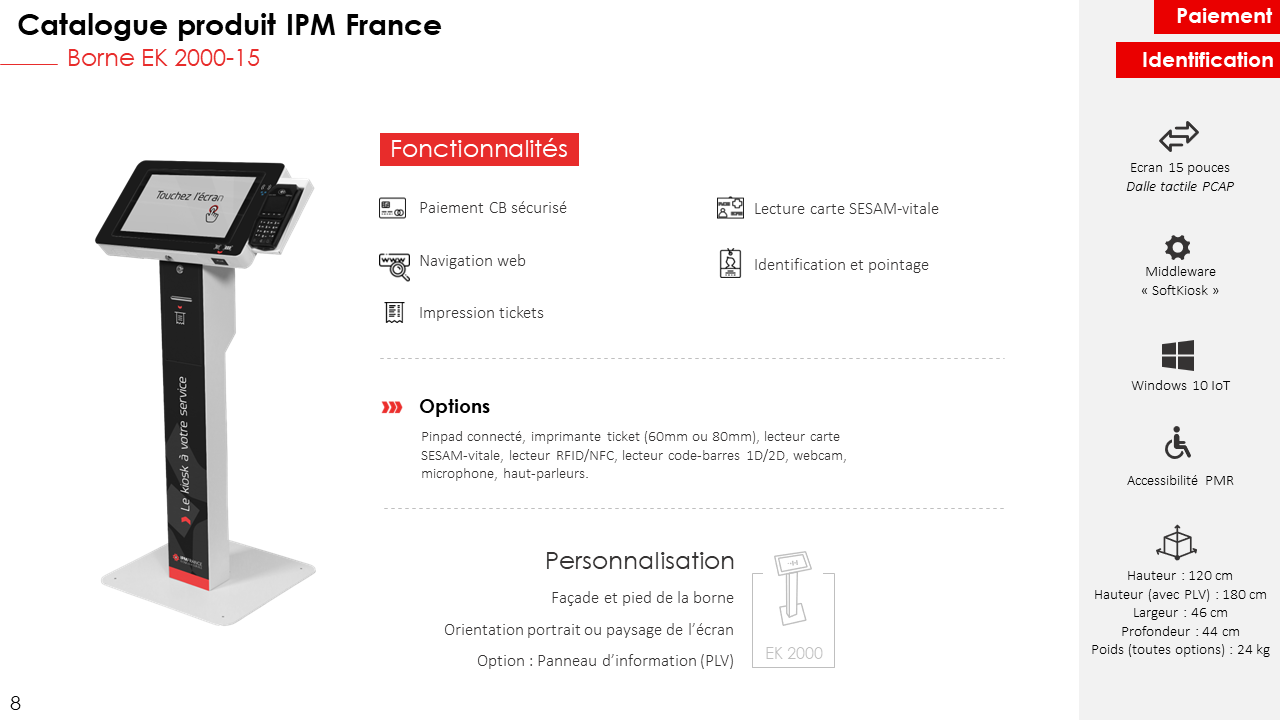 Catalogue produit IPM France
Borne EK 2000-15
Paiement
Identification
Fonctionnalités
Paiement CB sécurisé
Lecture carte SESAM-vitale
Navigation web
Identification et pointage
Impression tickets
Options
Pinpad connecté, imprimante ticket (60mm ou 80mm), lecteur carte
SESAM-vitale, lecteur RFID/NFC, lecteur code-barres 1D/2D, webcam,
microphone, haut-parleurs.
Personnalisation
Façade et pied de la borne
Orientation portrait ou paysage de l’écran
Option : Panneau d’information (PLV)
EK 2000
Touchez l'écran
Le kiosk à votre service
IPM FRANCE
WWW
Ecran 15 pouces
Dalle tactile PCAP
Middleware
« SoftKiosk »
Windows 10 IoT
Accessibilité PMR
Hauteur : 120 cm
Hauteur (avec PLV) : 180 cm
Largeur : 46 cm
Profondeur : 44 cm
Poids (toutes options) : 24 kg
8